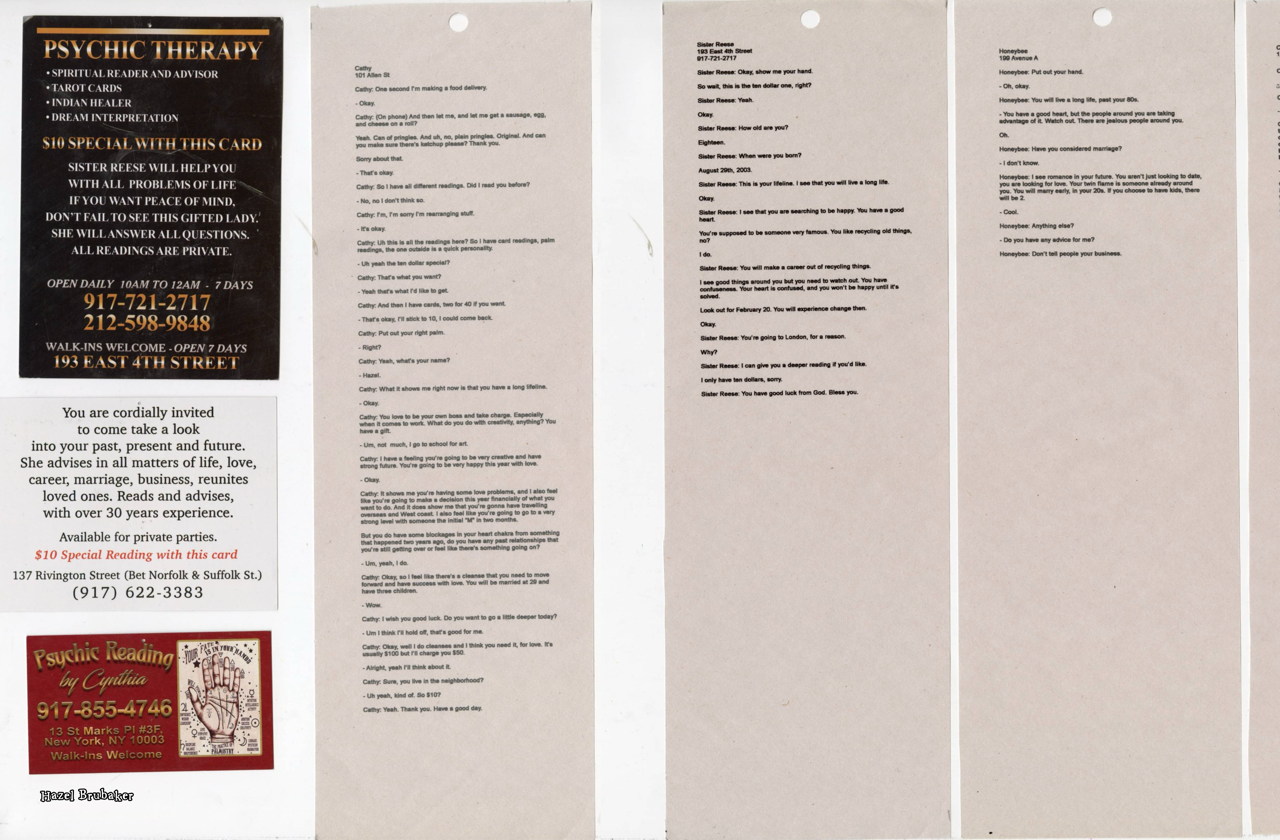 PSYCHIC THERAPY
• SPIRITUAL READER AND ADVISOR
• TAROT CARDS
• INDIAN HEALER
• DREAM INTERPRETATION
$10 SPECIAL WITH THIS CARD
SISTER REESE WILL HELP YOU
WITH ALL PROBLEMS OF LIFE
IF YOU WANT PEACE OF MIND,
DON'T FAIL TO SEE THIS GIFTED LADY.
SHE WILL ANSWER ALL QUESTIONS.
ALL READINGS ARE PRIVATE.
OPEN DAILY 10AM TO 12AM - 7 DAYS
917-721-2717
212-598-9848
WALK-INS WELCOME - OPEN 7 DAYS
193 EAST 4TH STREET
You are cordially invited
to come take a look
into your past, present and future.
She advises in all matters of life, love,
career, marriage, business, reunites
loved ones. Reads and advises,
with over 30 years experience.
Available for private parties.
$10 Special Reading with this card
137 Rivington Street (Bet Norfolk & Suffolk St.)
(917) 622-3383
Psychic Reading
by Cynthia
917-855-4746
13 St Marks Pl #3F,
New York, NY 10003
Walk-Ins Welcome
YOUR FATE IS IN YOUR HANDS
PALMISTRY
Hazel Brubaker
Cathy
101 Allen St
Cathy: One second I'm making a food delivery.
- Okay.
Cathy: (On phone) And then let me, and let me get a sausage, egg,
and cheese on a roll?
Yeah. Can of pringles. And uh, no, plain pringles. Original. And can
you make sure there's ketchup please? Thank you.
Sorry about that.
- That's okay.
Cathy: So I have all different readings. Did I read you before?
- No, no I don't think so.
Cathy: I'm, I'm sorry I'm rearranging stuff.
- It's okay.
Cathy: Uh this is all the readings here? So I have card readings, palm
readings, the one outside is a quick personality.
- Uh yeah the ten dollar special?
Cathy: That's what you want?
- Yeah that's what I'd like to get.
Cathy: And then I have cards, two for 40 if you want.
- That's okay, I'll stick to 10, I could come back.
Cathy: Put out your right palm.
- Right?
Cathy: Yeah, what's your name?
- Hazel.
Cathy: What it shows me right now is that you have a long lifeline.
- Okay.
Cathy: You love to be your own boss and take charge. Especially
when it comes to work. What do you do with creativity, anything? You
have a gift.
- Um, not much, I go to school for art.
Cathy: I have a feeling you're going to be very creative and have
strong future. You're going to be very happy this year with love.
- Okay.
Cathy: It shows me you're having some love problems, and I also feel
like you're going to make a decision this year financially of what you
want to do. And it does show me that you're gonna have travelling
overseas and West coast. I also feel like you're going to go to a very
strong level with someone the initial "M" in two months.
But you do have some blockages in your heart chakra from something
that happened two years ago, do you have any past relationships that
you're still getting over or feel like there's something going on?
- Um, yeah, I do.
Cathy: Okay, so I feel like there's a cleanse that you need to move
forward and have success with love. You will be married at 29 and
have three children.
- Wow.
Cathy: I wish you good luck. Do you want to go a little deeper today?
- Um I think I'll hold off, that's good for me.
Cathy: Okay, well I do cleanses and I think you need it, for love. It's
usually $100 but I'll charge you $50.
- Alright, yeah I'll think about it.
Cathy: Sure, you live in the neighborhood?
- Uh yeah, kind of. So $10?
Cathy: Yeah. Thank you. Have a good day.
Sister Reese
193 East 4th Street
917-721-2717
Sister Reese: Okay, show me your hand.
So wait, this is the ten dollar one, right?
Sister Reese: Yeah.
Okay.
Sister Reese: How old are you?
Eighteen.
Sister Reese: When were you born?
August 29th, 2003.
Sister Reese: This is your lifeline. I see that you will live a long life.
Okay.
Sister Reese: I see that you are searching to be happy. You have a good
heart.
You're supposed to be someone very famous. You like recycling old things,
no?
I do.
Sister Reese: You will make a career out of recycling things.
I see good things around you but you need to watch out. You have
confuseness. Your heart is confused, and you won't be happy until it's
solved.
Look out for February 20. You will experience change then.
Okay.
Sister Reese: You're going to London, for a reason.
Why?
Sister Reese: I can give you a deeper reading if you'd like.
I only have ten dollars, sorry.
Sister Reese: You have good luck from God. Bless you.
Honeybee
199 Avenue A
Honeybee: Put out your hand.
- Oh, okay.
Honeybee: You will live a long life, past your 80s.
- You have a good heart, but the people around you are taking
advantage of it. Watch out. There are jealous people around you.
Oh.
Honeybee: Have you considered marriage?
- I don't know.
Honeybee: I see romance in your future. You aren't just looking to date,
you are looking for love. Your twin flame is someone already around
you. You will marry early, in your 20s. If you choose to have kids, there
will be 2.
- Cool.
Honeybee: Anything else?
- Do you have any advice for me?
Honeybee: Don't tell people your business.